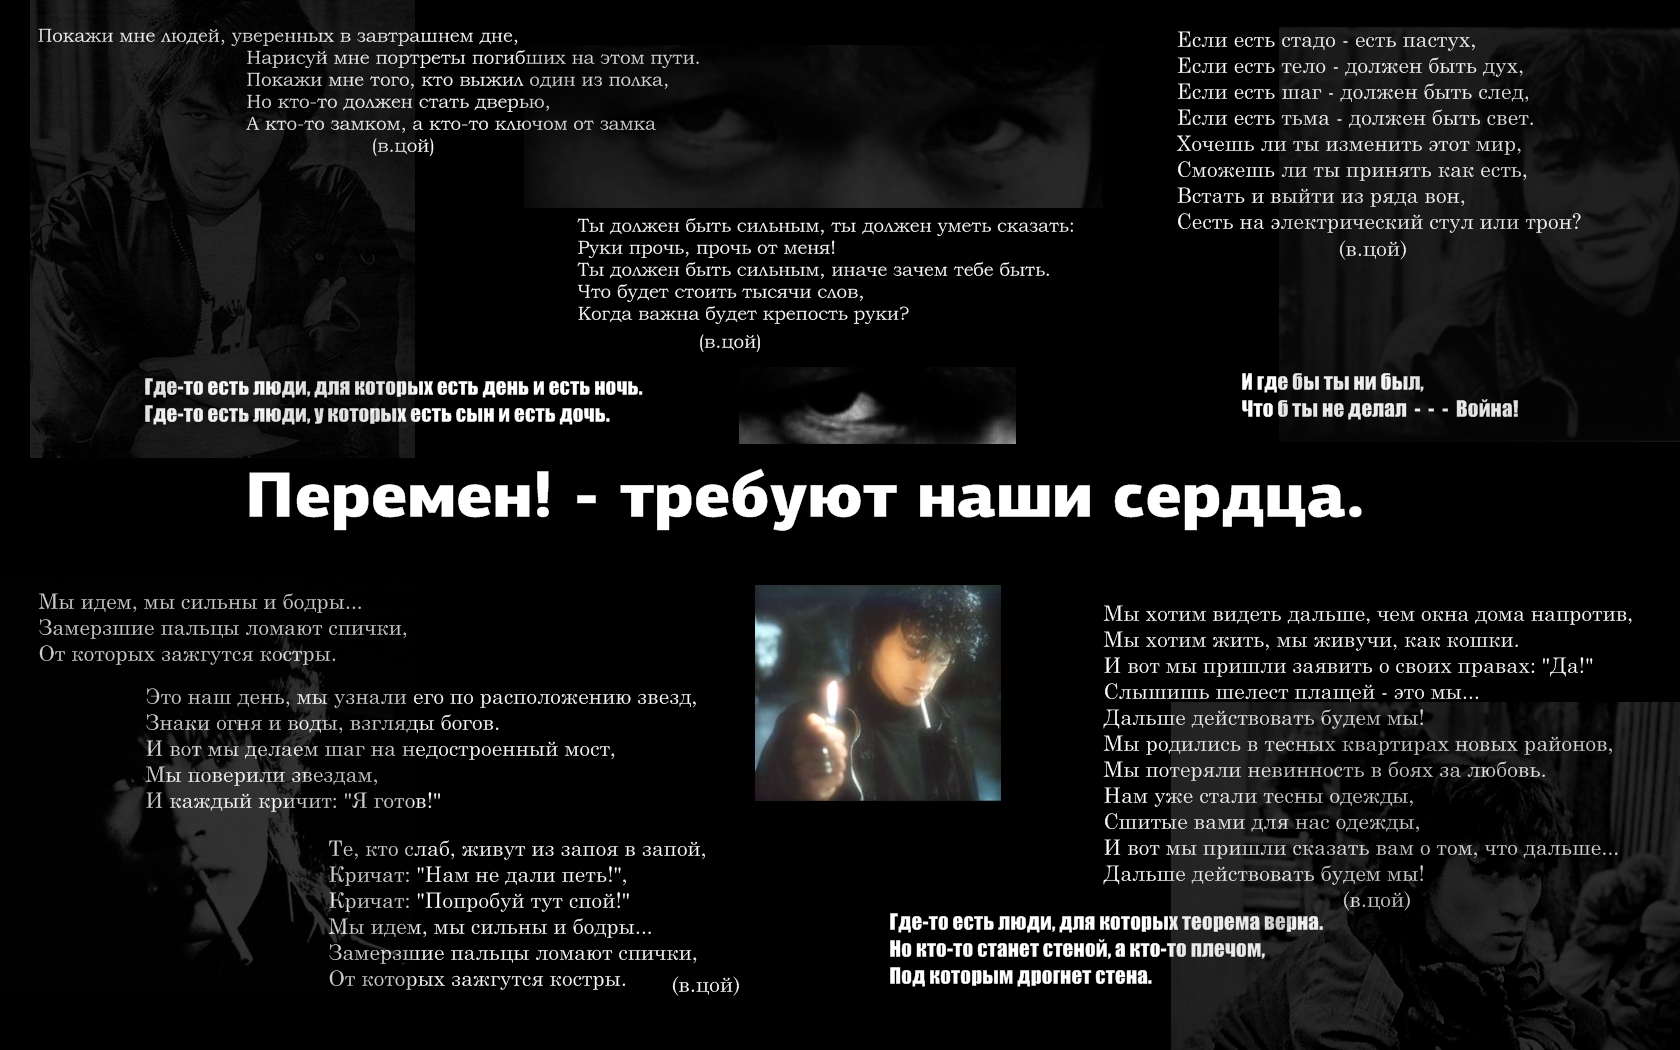 Покажи мне людей, уверенных в завтрашнем дне,
Нарисуй мне портреты погибших на этом пути.
Покажи мне того, кто выжил один из полка,
Но кто-то должен стать дверью,
А кто-то замком, а кто-то ключом от замка
(в.цой)
Ты должен быть сильным, ты должен уметь сказать:
Руки прочь, прочь от меня!
Ты должен быть сильным, иначе зачем тебе быть.
Что будет стоить тысячи слов,
Когда важна будет крепость руки?
(в.цой)
Если есть стадо - есть пастух,
Если есть тело - должен быть дух,
Если есть шаг - должен быть след,
Если есть тьма - должен быть свет.
Хочешь ли ты изменить этот мир,
Сможешь ли ты принять как есть,
Встать и выйти из ряда вон,
Сесть на электрический стул или трон?
(в.цой)
Где-то есть люди, для которых есть день и есть ночь.
Где-то есть люди, у которых есть сын и есть дочь.
И где бы ты ни был,
Что б ты не делал - - - Война!
Перемен! - требуют наши сердца.
Мы идем, мы сильны и бодры...
Замерзшие пальцы ломают спички,
От которых зажгутся костры.
Это наш день, мы узнали его по расположению звезд,
Знаки огня и воды, взгляды богов.
И вот мы делаем шаг на недостроенный мост,
Мы поверили звездам,
И каждый кричит: "Я готов!"
Те, кто слаб, живут из запоя в запой,
Кричат: "Нам не дали петь!",
Кричат: "Попробуй тут спой!"
Мы идем, мы сильны и бодры...
Замерзшие пальцы ломают спички,
От которых зажгутся костры.
(в.цой)
Мы хотим видеть дальше, чем окна дома напротив,
Мы хотим жить, мы живучи, как кошки.
И вот мы пришли заявить о своих правах: "Да!"
Слышишь шелест плащей - это мы...
Дальше действовать будем мы!
Мы родились в тесных квартирах новых районов,
Мы потеряли невинность в боях за любовь.
Нам уже стали тесны одежды,
Сшитые вами для нас одежды,
И вот мы пришли сказать вам о том, что дальше...
Дальше действовать будем мы!
(в.цой)
Где-то есть люди, для которых теорема верна.
Но кто-то станет стеной, а кто-то плечом,
Под которым дрогнет стена.